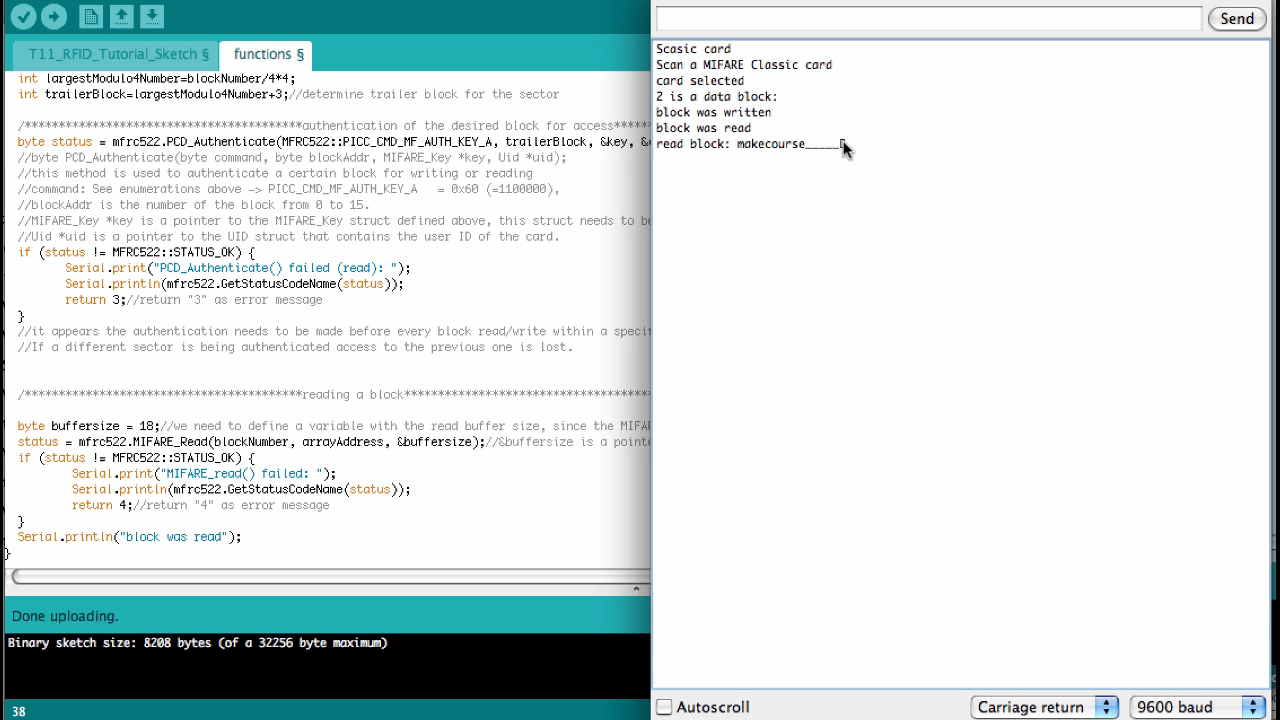 T11_RFID_Tutorial_Sketch §
functions §
int largestModulo4Number=blockNumber/4*4;
int trailerBlock=largestModulo4Number+3;//determine trailer block for the sector
/*****************************************authentication of the desired block for access*****
byte status = mfrc522.PCD_Authenticate(MFRC522::PICC_CMD_MF_AUTH_KEY_A, trailerBlock, &key, &
//byte PCD_Authenticate(byte command, byte blockAddr, MIFARE_Key *key, Uid *uid);
//this method is used to authenticate a certain block for writing or reading
//command: See enumerations above -> PICC_CMD_MF_AUTH_KEY_A = 0x60 (=1100000),
//blockAddr is the number of the block from 0 to 15.
//MIFARE_Key *key is a pointer to the MIFARE_Key struct defined above, this struct needs to be
//Uid *uid is a pointer to the UID struct that contains the user ID of the card.
if (status != MFRC522::STATUS_OK) {
Serial.print("PCD_Authenticate() failed (read): ");
Serial.println(mfrc522.GetStatusCodeName(status));
return 3;//return "3" as error message
}
//it appears the authentication needs to be made before every block read/write within a specif
//If a different sector is being authenticated access to the previous one is lost.
/*****************************************reading a block*************************************
byte buffersize = 18;//we need to define a variable with the read buffer size, since the MIFA
status = mfrc522.MIFARE_Read(blockNumber, arrayAddress, &buffersize);//&buffersize is a pointe
if (status != MFRC522::STATUS_OK) {
Serial.print("MIFARE_read() failed: ");
Serial.println(mfrc522.GetStatusCodeName(status));
return 4;//return "4" as error message
}
Serial.println("block was read");
}
Done uploading.
Binary sketch size: 8208 bytes (of a 32256 byte maximum)
38
Send
Scasic card
Scan a MIFARE Classic card
card selected
2 is a data block:
block was written
block was read
read block: makecourse_____
Autoscroll
Carriage return
9600 baud